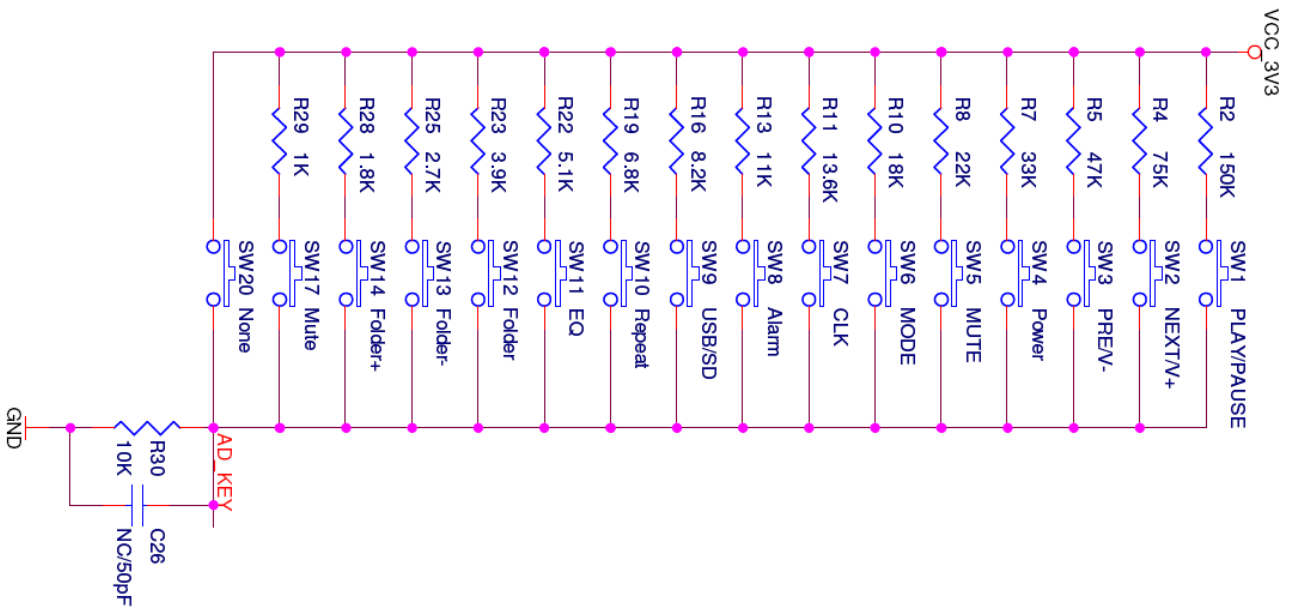 VCC_3V3
R2 150K
SW1 PLAY/PAUSE
R4 75K
SW2 NEXT/V+
R5 47K
SW3 PRE/V-
R7 33K
SW4 Power
R8 22K
SW5 MUTE
R10 18K
SW6 MODE
R11 13.6K
SW7 CLK
R13 11K
SW8 Alarm
R16 8.2K
SW9 USB/SD
R19 6.8K
SW10 Repeat
R22 5.1K
SW11 EQ
R23 3.9K
SW12 Folder
R25 2.7K
SW13 Folder-
R28 1.8K
SW14 Folder+
R29 1K
SW17 Mute
SW20 None
AD_KEY
R30
10K
C26
NC/50pF
GND